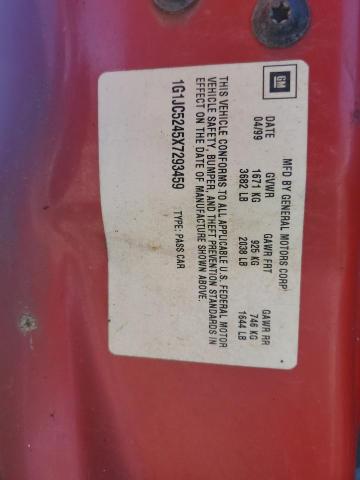 GM
MFD BY GENERAL MOTORS CORP
DATE GVWR GAWR FRT GAWR RR
04/99 1671 KG 925 KG 746 KG
3682 LB 2038 LB 1644 LB
THIS VEHICLE CONFORMS TO ALL APPLICABLE U.S. FEDERAL MOTOR
VEHICLE SAFETY, BUMPER, AND THEFT PREVENTION STANDARDS IN
EFFECT ON THE DATE OF MANUFACTURE SHOWN ABOVE.
1G1JC5245X7293459 TYPE: PASS CAR